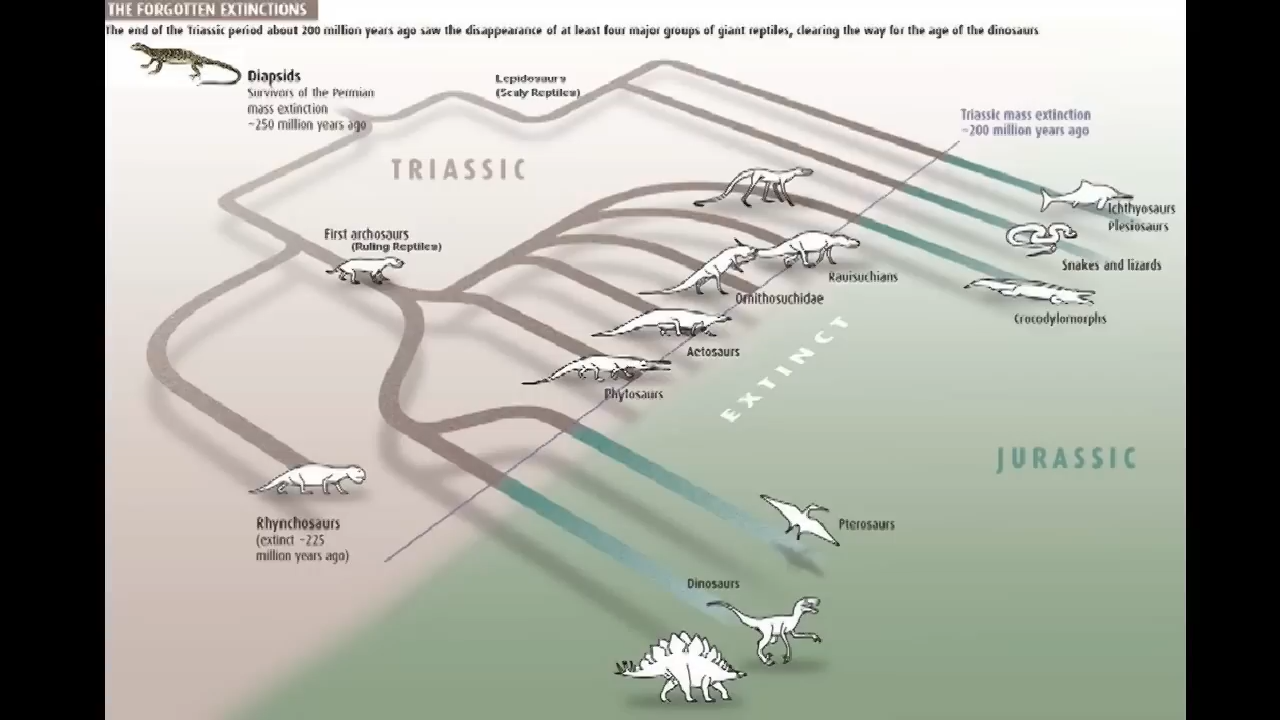 THE FORGOTTEN EXTINCTIONS
The end of the Triassic period about 200 million years ago saw the disappearance of at least four major groups of giant reptiles, clearing the way for the age of the dinosaurs
Diapsids
Survivors of the Permian
mass extinction
~250 million years ago
Lepidosaurs
(Scaly Reptiles)
Triassic mass extinction
~200 million years ago
TRIASSIC
Ichthyosaurs
Plesiosaurs
First archosaurs
(Ruling Reptiles)
Snakes and lizards
Rauisuchians
Ornithosuchidae
Crocodylomorphs
Aetosaurs
EXTINCT
Phytosaurs
JURASSIC
Rhynchosaurs
(extinct ~225
million years ago)
Pterosaurs
Dinosaurs